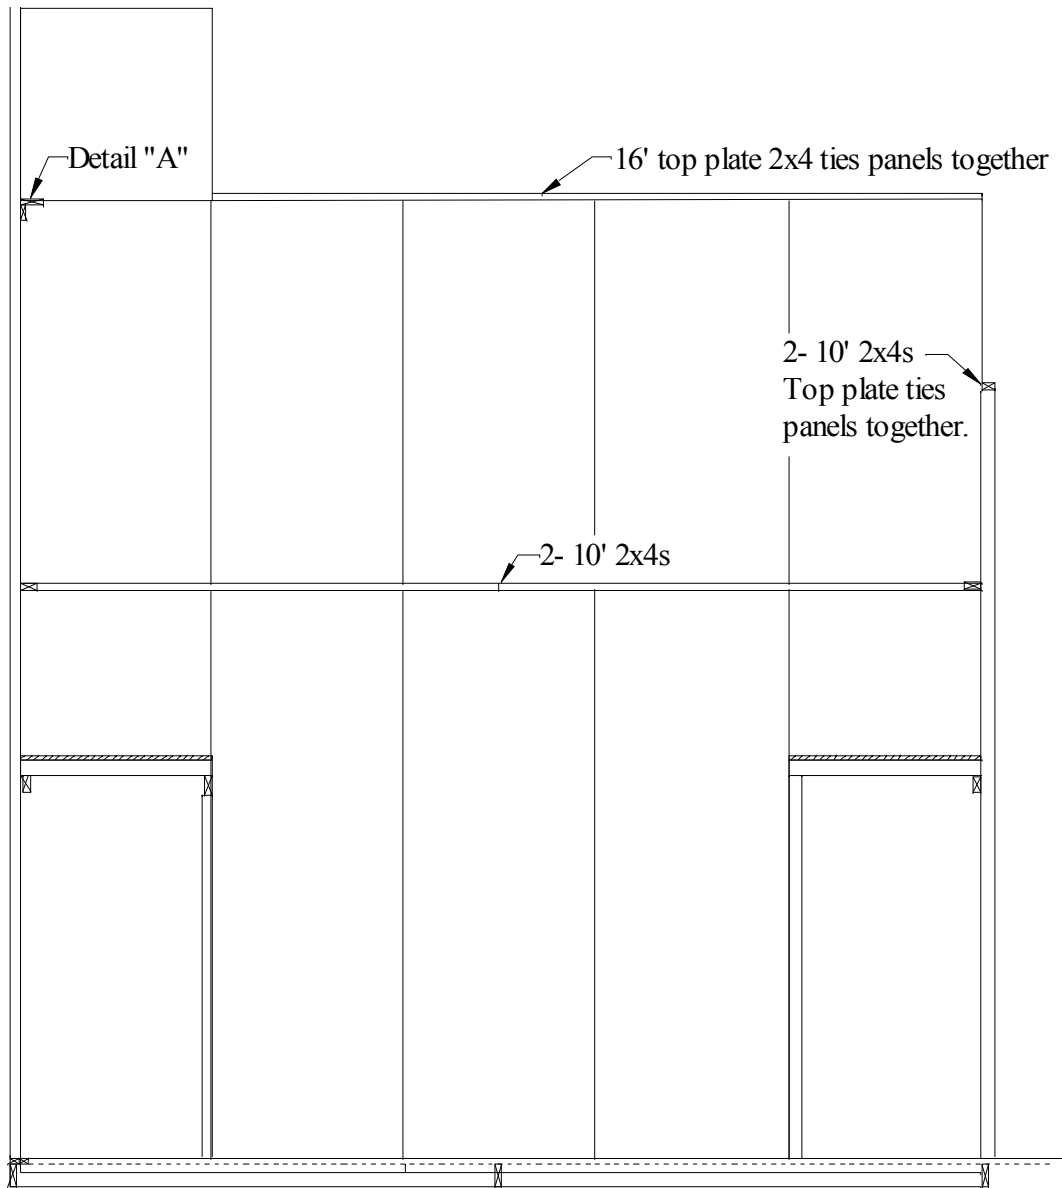 Detail "A"
16' top plate 2x4 ties panels together
2- 10' 2x4s
Top plate ties
panels together.
2- 10' 2x4s